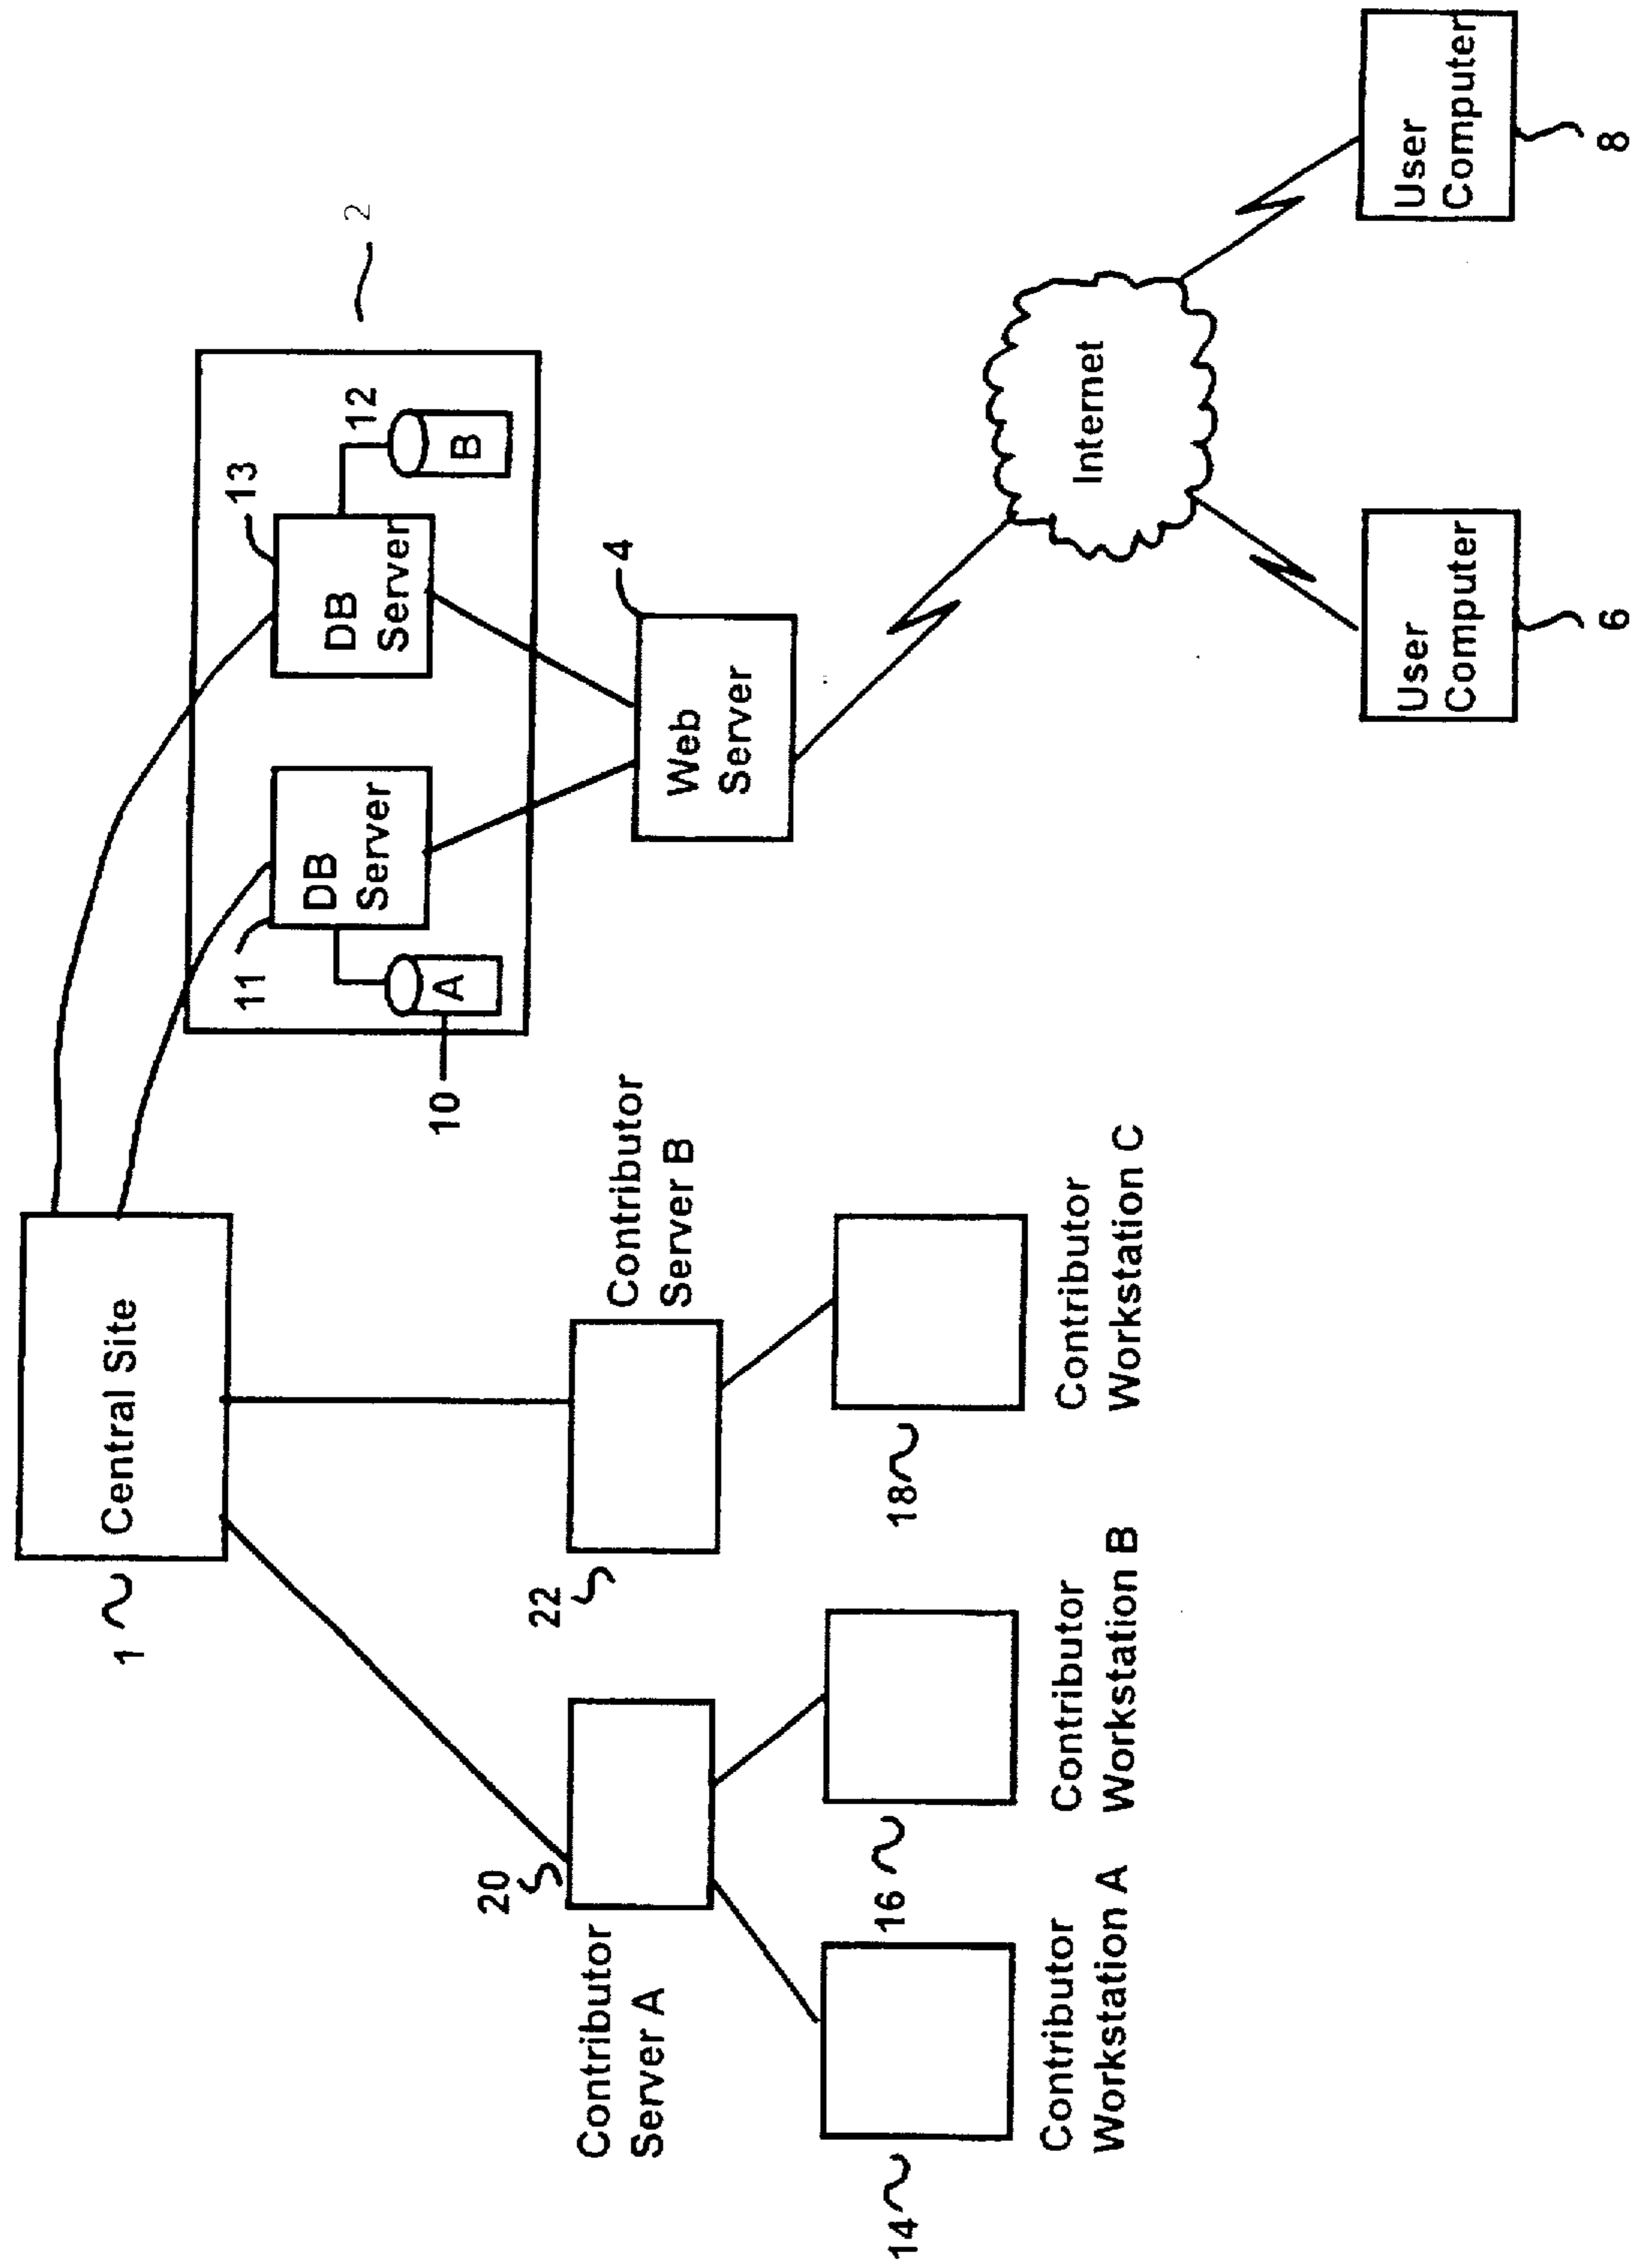 1
Central Site
2
13
12
DB
Server
B
11
DB
Server
A
10
4
Web
Server
Internet
User
Computer
6
User
Computer
8
20
Contributor
Server A
22
Contributor
Server B
14
Contributor
Workstation A
16
Contributor
Workstation B
18
Contributor
Workstation C